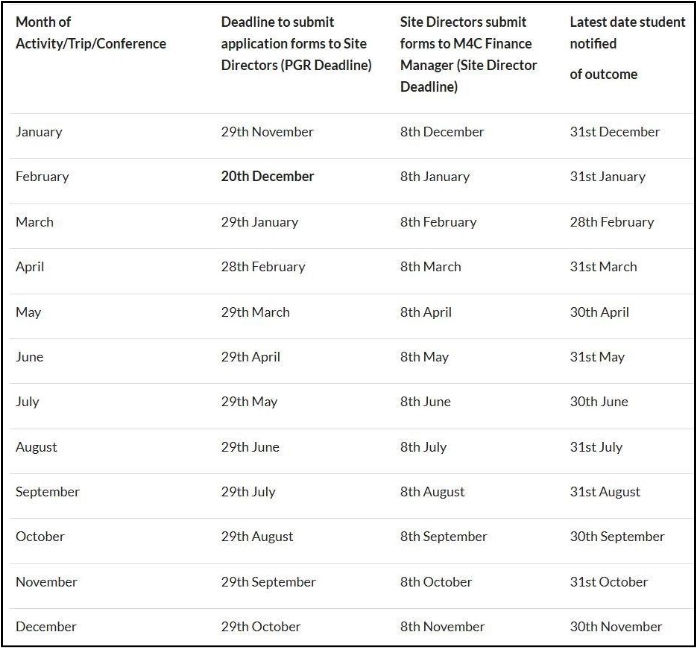 Month of Activity/Trip/Conference	Deadline to submit application forms to Site Directors (PGR Deadline)	Site Directors submit forms to M4C Finance Manager (Site Director Deadline)	Latest date student notified of outcome
January	29th November	8th December	31st December
February	20th December	8th January	31st January
March	29th January	8th February	28th February
April	28th February	8th March	31st March
May	29th March	8th April	30th April
June	29th April	8th May	31st May
July	29th May	8th June	30th June
August	29th June	8th July	31st July
September	29th July	8th August	31st August
October	29th August	8th September	30th September
November	29th September	8th October	31st October
December	29th October	8th November	30th November